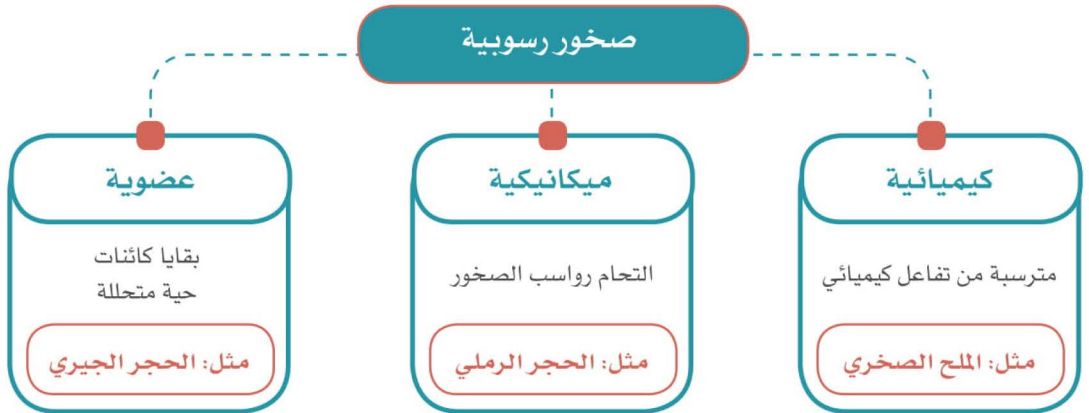 صخور رسوبية
كيميائية
مترسبة من تفاعل كيميائي
مثل: الملح الصخري
ميكانيكية
التحام رواسب الصخور
مثل: الحجر الرملي
عضوية
بقايا كائنات
حية متحللة
مثل: الحجر الجيري